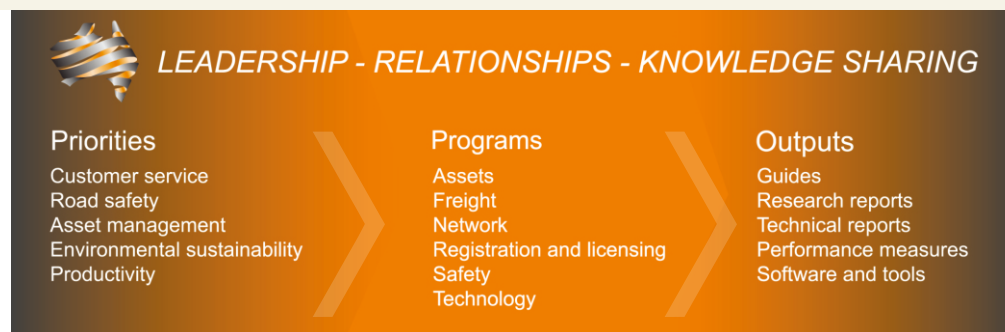 LEADERSHIP - RELATIONSHIPS - KNOWLEDGE SHARING
Priorities
Customer service
Road safety
Asset management
Environmental sustainability
Productivity
Programs
Assets
Freight
Network
Registration and licensing
Safety
Technology
Outputs
Guides
Research reports
Technical reports
Performance measures
Software and tools